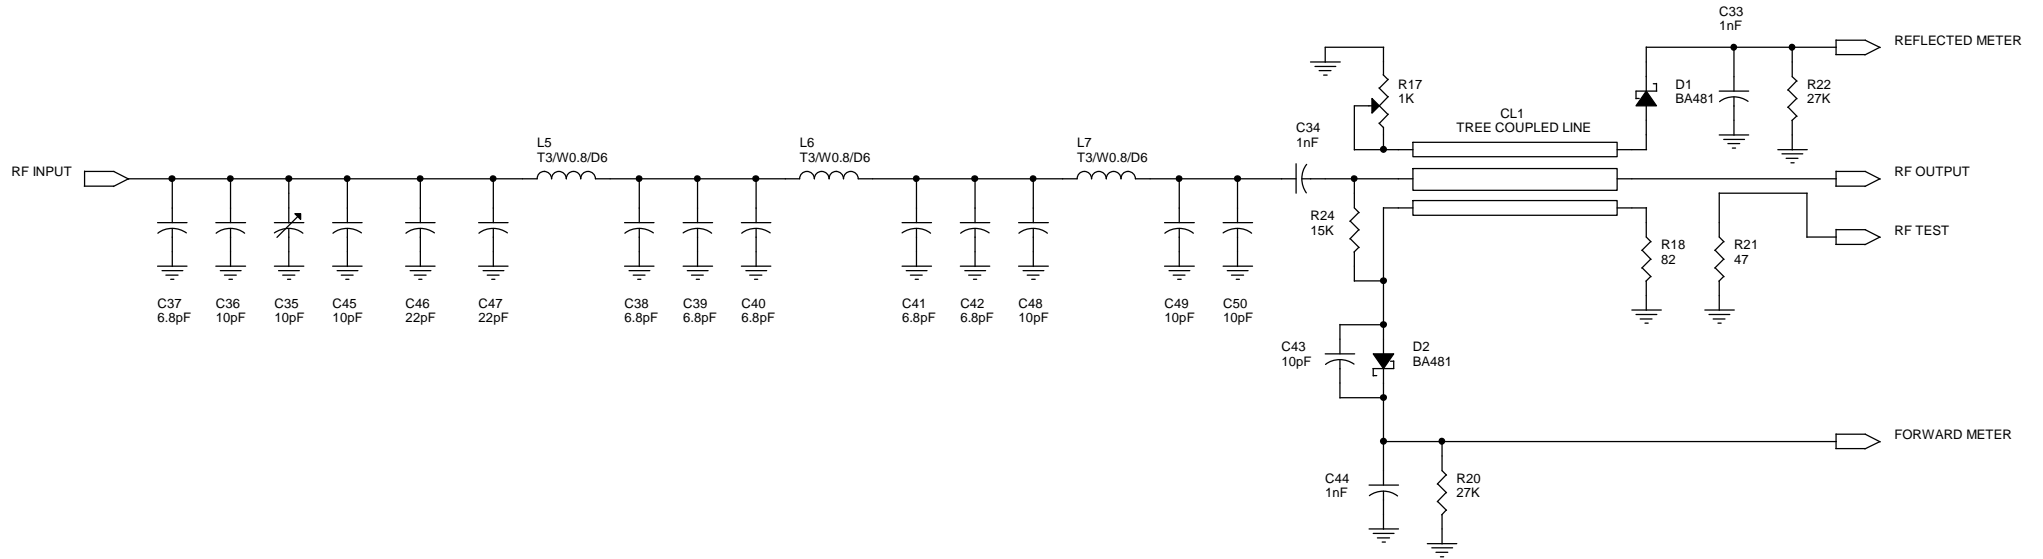 C33
1nF
REFLECTED METER
R17
1K
D1
BA481
R22
27K
CL1
TREE COUPLED LINE
C34
1nF
L5
T3/W0.8/D6
L6
T3/W0.8/D6
L7
T3/W0.8/D6
RF INPUT
RF OUTPUT
R24
15K
RF TEST
R18
82
R21
47
C37
6.8pF
C36
10pF
C35
10pF
C45
10pF
C46
22pF
C47
22pF
C38
6.8pF
C39
6.8pF
C40
6.8pF
C41
6.8pF
C42
6.8pF
C48
10pF
C49
10pF
C50
10pF
C43
10pF
D2
BA481
FORWARD METER
C44
1nF
R20
27K